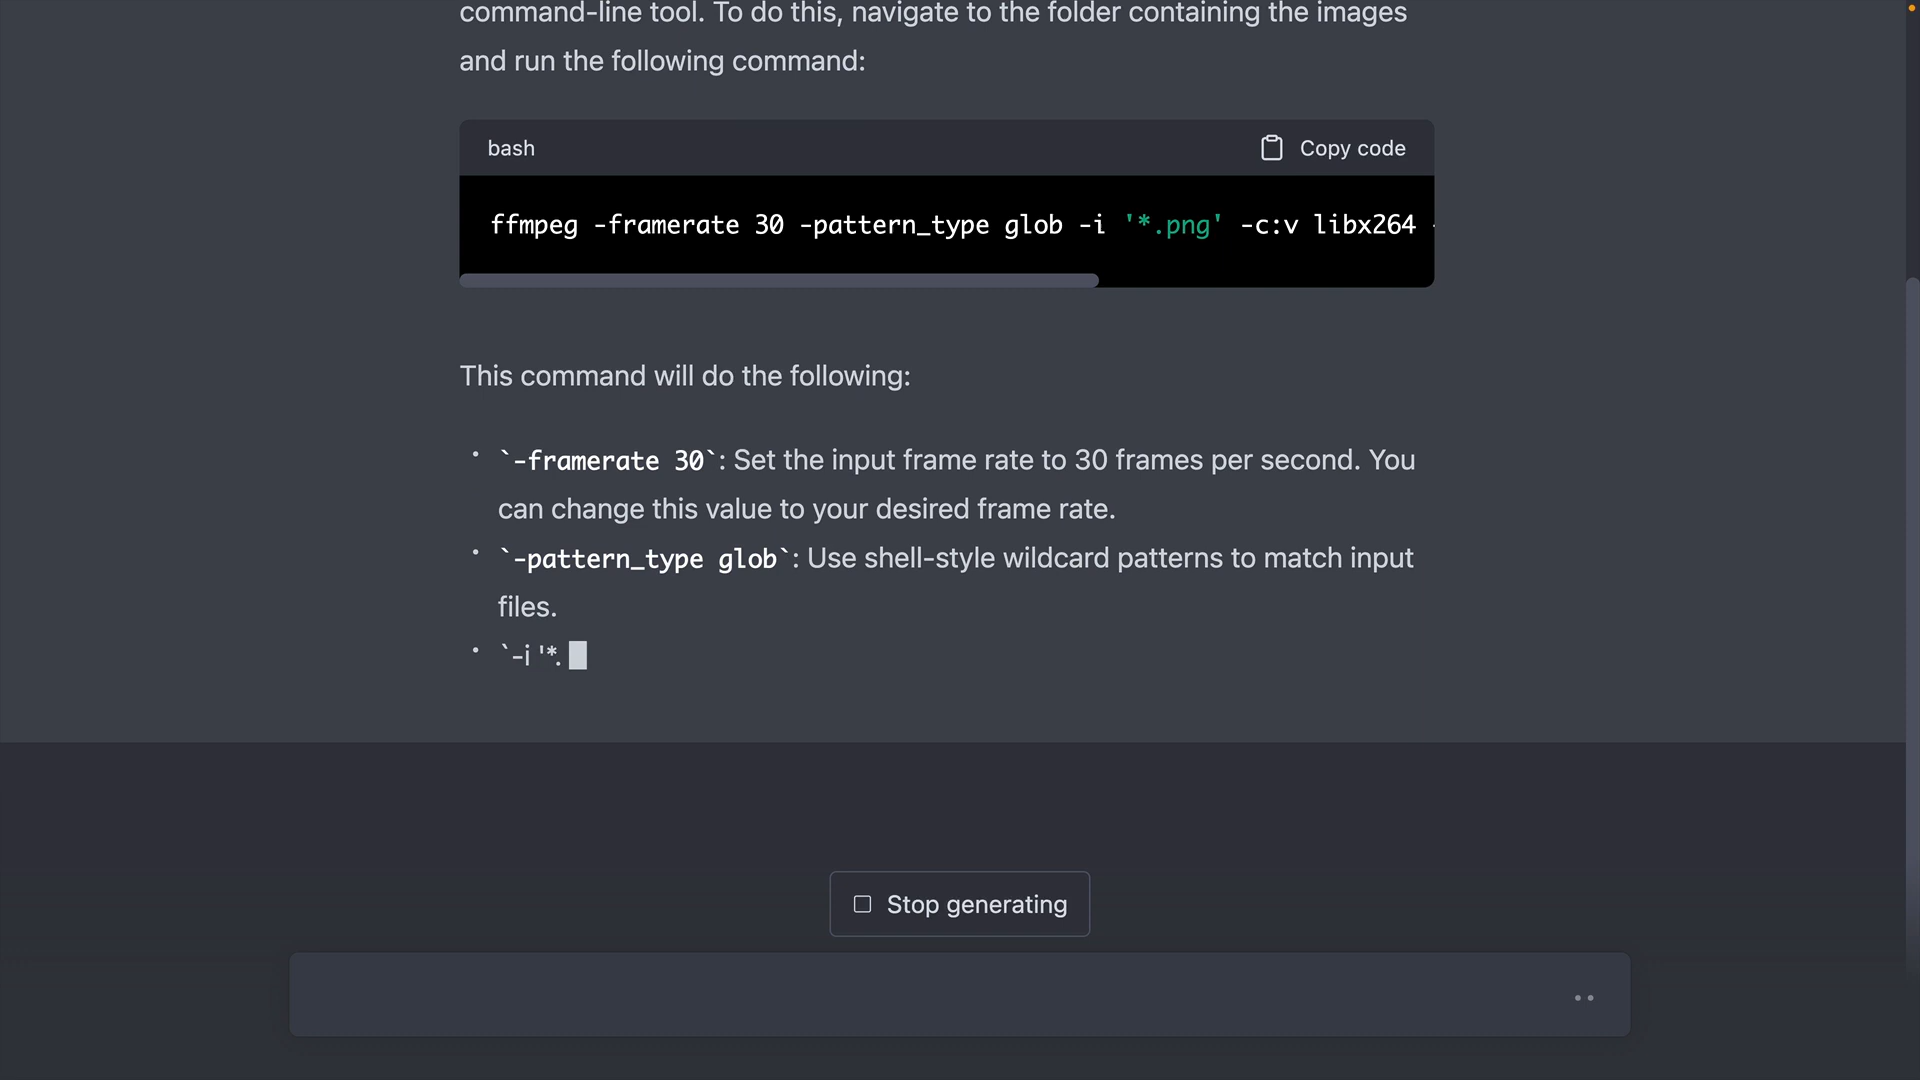 command-line tool. To do this, navigate to the folder containing the images
and run the following command:
bash
Copy code
ffmpeg -framerate 30 -pattern_type glob -i '*.png' -c:v libx264 -
This command will do the following:
• `-framerate 30`: Set the input frame rate to 30 frames per second. You
can change this value to your desired frame rate.
• `-pattern_type glob`: Use shell-style wildcard patterns to match input
files.
• `-i '*.
Stop generating